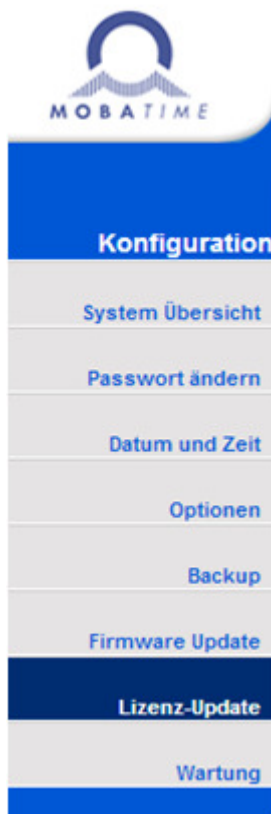 MOBATIME
Konfiguration
System Übersicht
Passwort ändern
Datum und Zeit
Optionen
Backup
Firmware Update
Lizenz-Update
Wartung